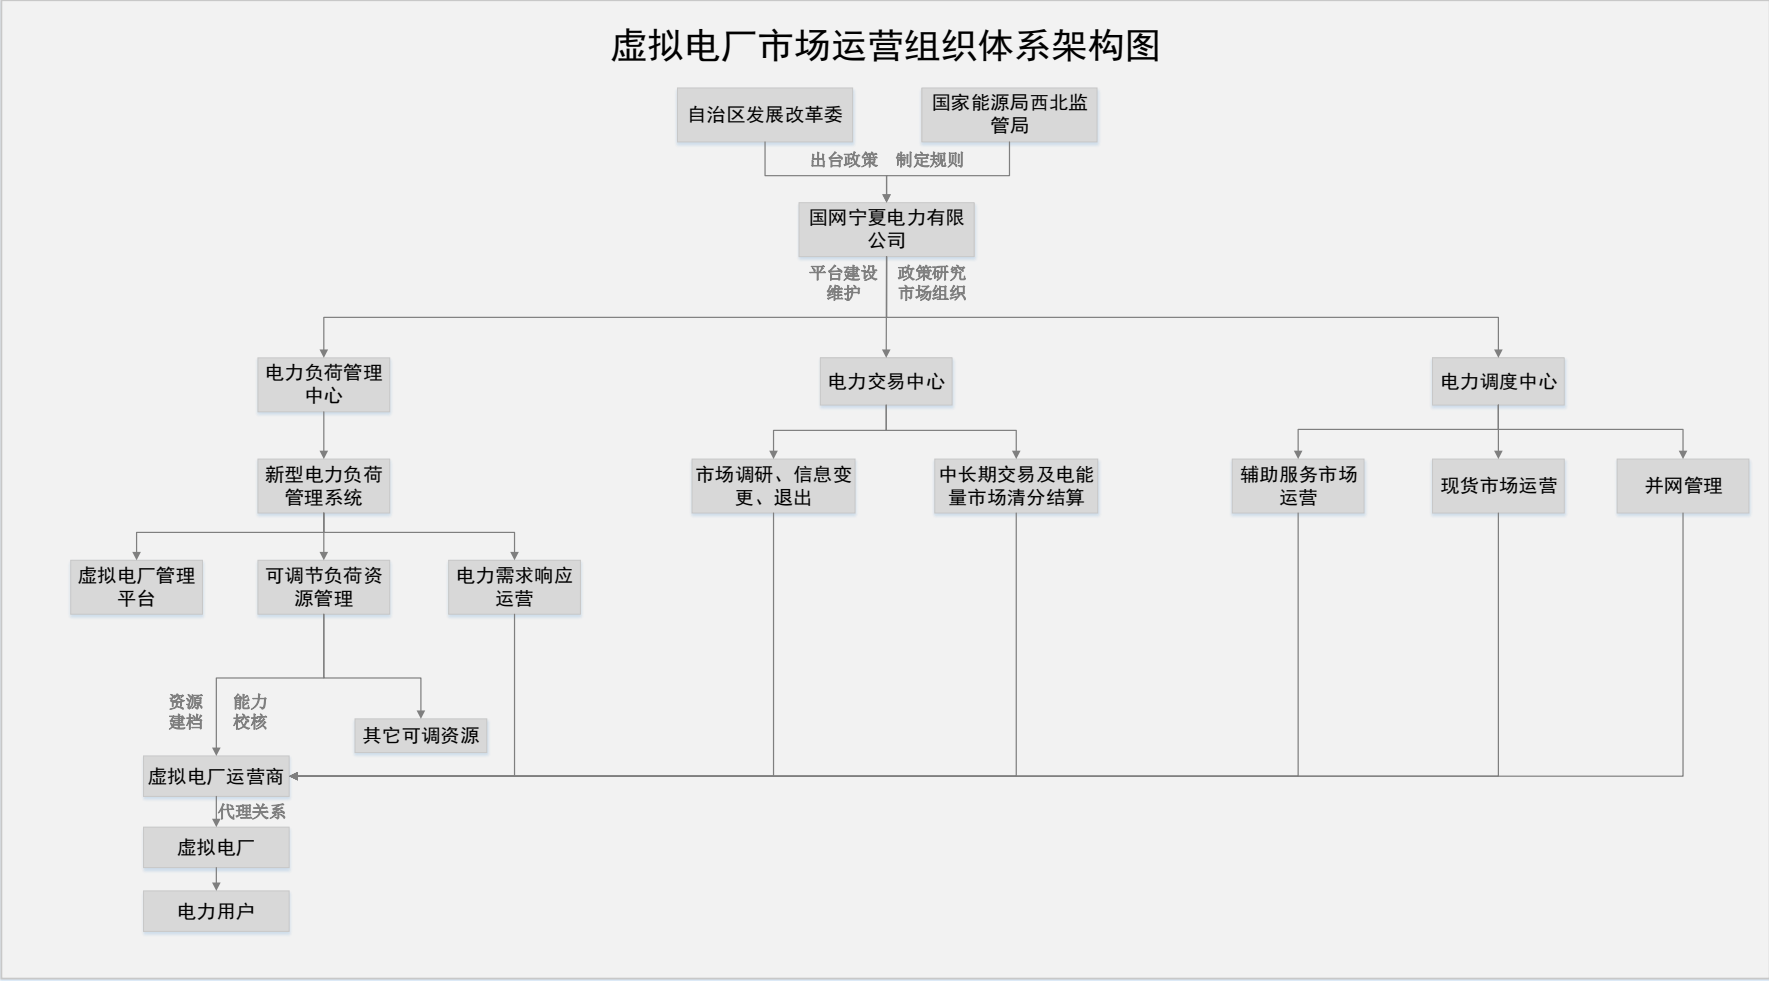 虚拟电厂市场运营组织体系架构图
自治区发展改革委
国家能源局西北监
管局
出台政策 制定规则
国网宁夏电力有限
公司
平台建设
维护
政策研究
市场组织
电力负荷管理
中心
电力交易中心
电力调度中心
新型电力负荷
管理系统
市场调研、信息变
更、退出
中长期交易及电能
量市场清分结算
辅助服务市场
运营
现货市场运营
并网管理
虚拟电厂管理
平台
可调节负荷资
源管理
电力需求响应
运营
资源
建档
能力
校核
其它可调资源
虚拟电厂运营商
代理关系
虚拟电厂
电力用户